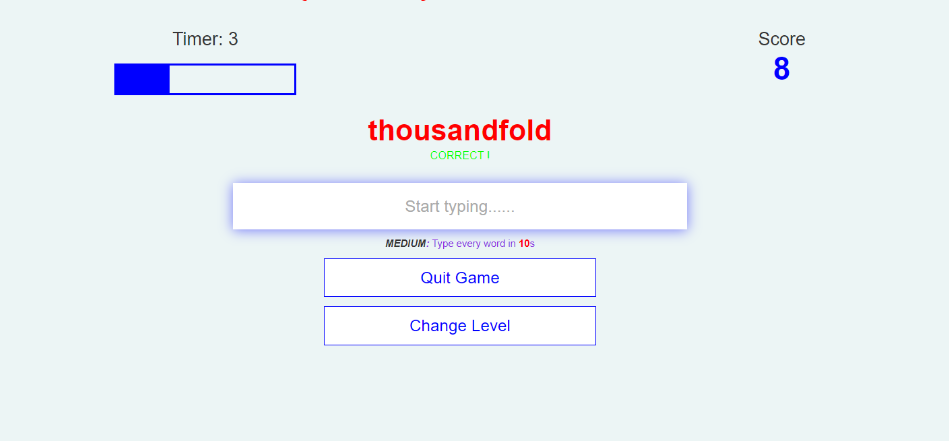 Timer: 3
Score
8
thousandfold
CORRECT !
Start typing......
MEDIUM: Type every word in 10s
Quit Game
Change Level